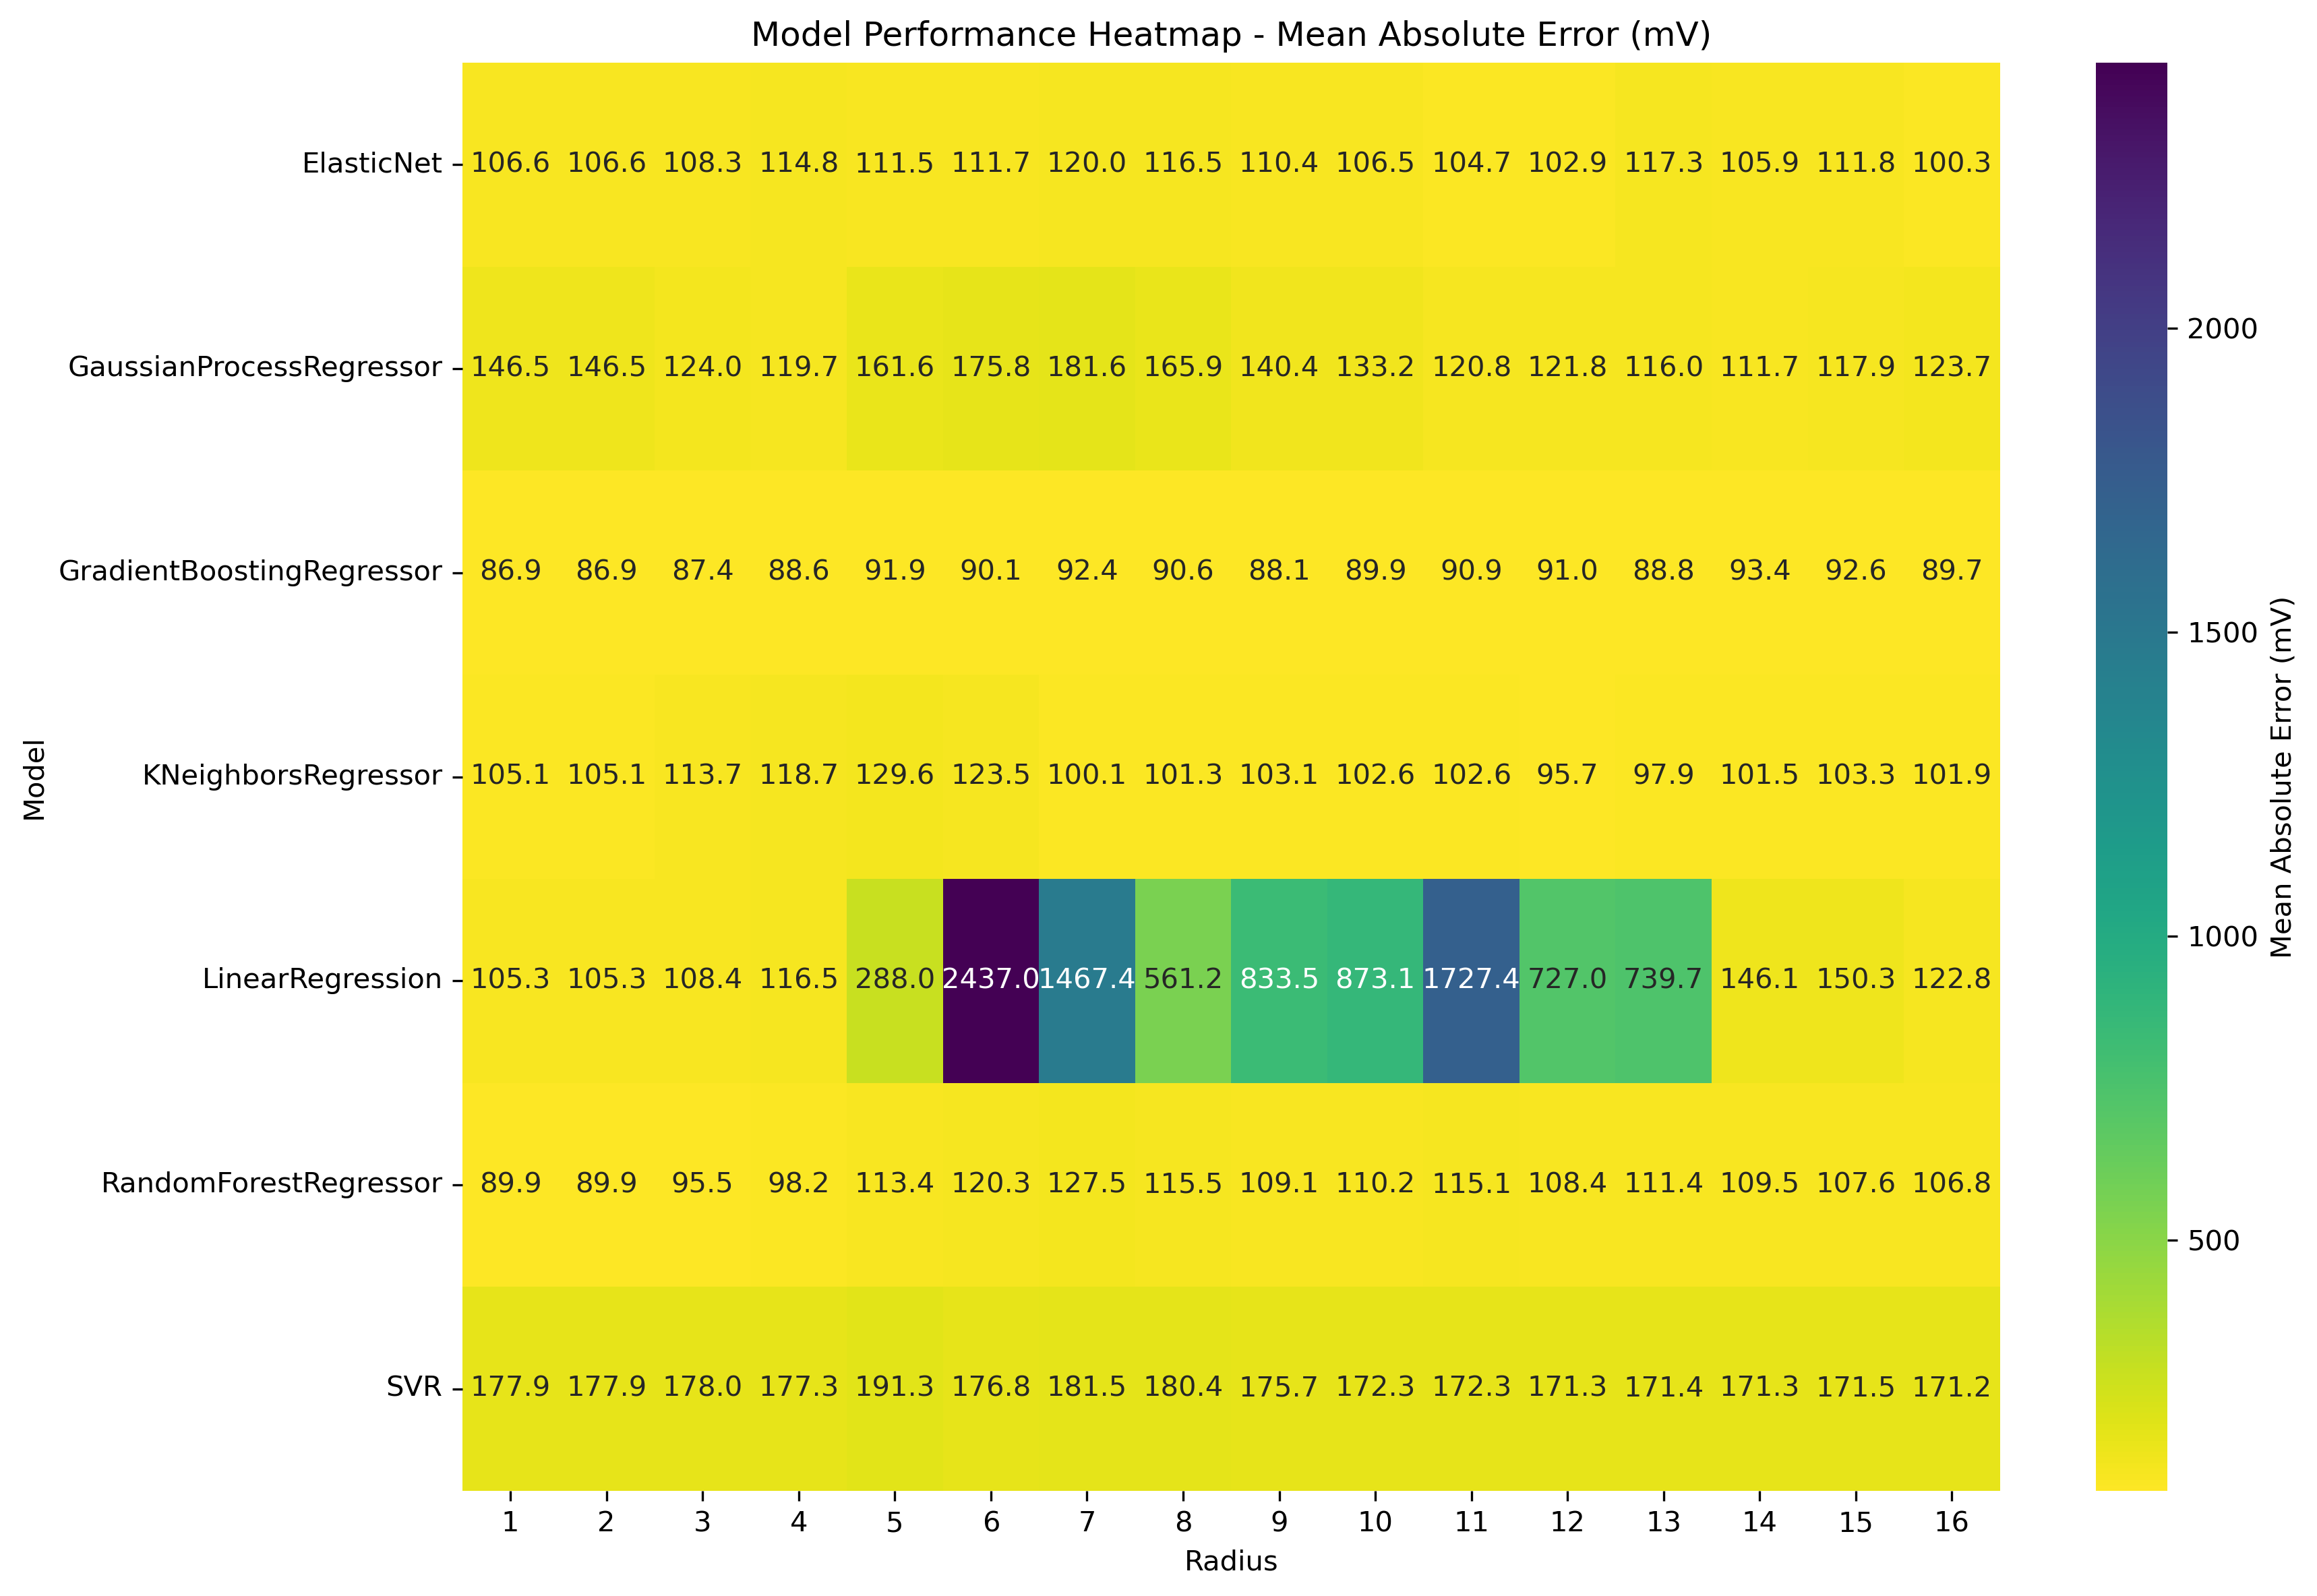 Model Performance Heatmap - Mean Absolute Error (mV)
ElasticNet 106.6 106.6 108.3 114.8 111.5 111.7 120.0 116.5 110.4 106.5 104.7 102.9 117.3 105.9 111.8 100.3
GaussianProcessRegressor 146.5 146.5 124.0 119.7 161.6 175.8 181.6 165.9 140.4 133.2 120.8 121.8 116.0 111.7 117.9 123.7
GradientBoostingRegressor 86.9 86.9 87.4 88.6 91.9 90.1 92.4 90.6 88.1 89.9 90.9 91.0 88.8 93.4 92.6 89.7
KNeighborsRegressor 105.1 105.1 113.7 118.7 129.6 123.5 100.1 101.3 103.1 102.6 102.6 95.7 97.9 101.5 103.3 101.9
LinearRegression 105.3 105.3 108.4 116.5 288.0 2437.0 1467.4 561.2 833.5 873.1 1727.4 727.0 739.7 146.1 150.3 122.8
RandomForestRegressor 89.9 89.9 95.5 98.2 113.4 120.3 127.5 115.5 109.1 110.2 115.1 108.4 111.4 109.5 107.6 106.8
SVR 177.9 177.9 178.0 177.3 191.3 176.8 181.5 180.4 175.7 172.3 172.3 171.3 171.4 171.3 171.5 171.2
1 2 3 4 5 6 7 8 9 10 11 12 13 14 15 16
Radius
Model
2000
1500
1000
500
Mean Absolute Error (mV)